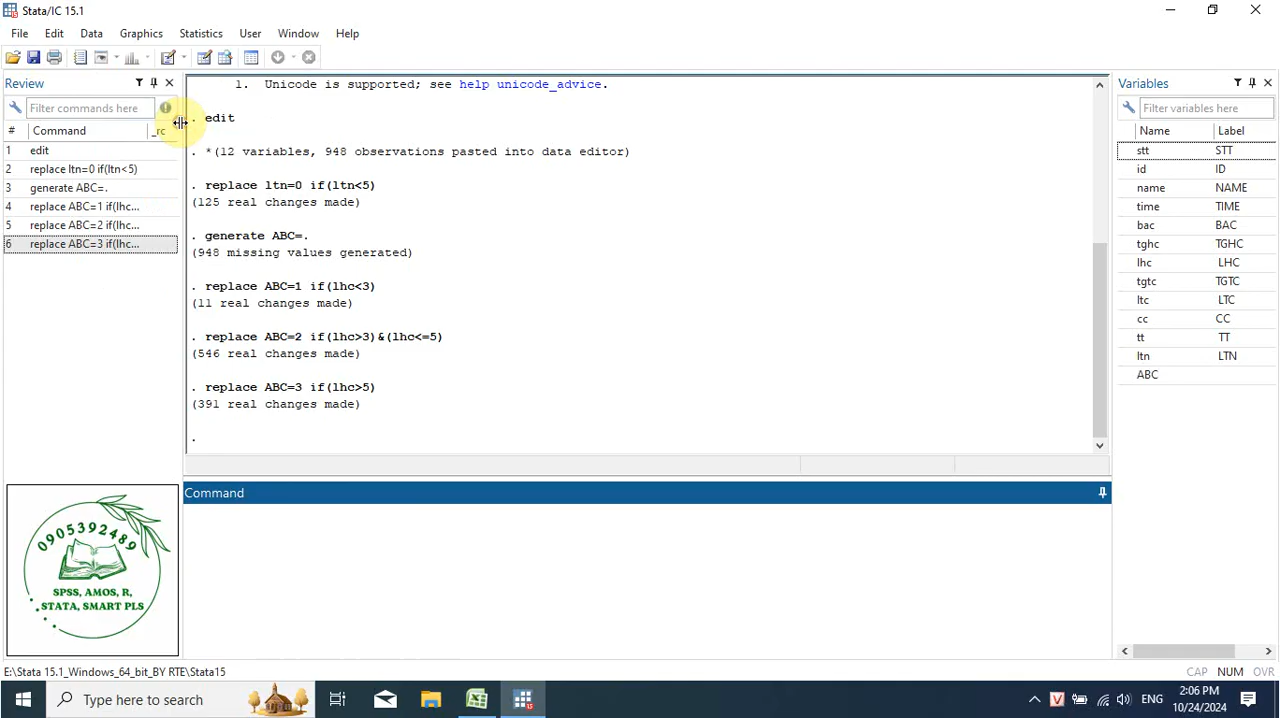 Stata/IC 15.1
File Edit Data Graphics Statistics User Window Help
Review
Filter commands here
# Command _rc
1 edit
2 replace ltn=0 if(ltn<5)
3 generate ABC=.
4 replace ABC=1 if(lhc...
5 replace ABC=2 if(lhc...
6 replace ABC=3 if(lhc...
1. Unicode is supported; see help unicode_advice.
. edit
. *(12 variables, 948 observations pasted into data editor)
. replace ltn=0 if(ltn<5)
(125 real changes made)
. generate ABC=.
(948 missing values generated)
. replace ABC=1 if(lhc<3)
(11 real changes made)
. replace ABC=2 if(lhc>3)&(lhc<=5)
(546 real changes made)
. replace ABC=3 if(lhc>5)
(391 real changes made)
.
Command
Variables
Filter variables here
Name Label
stt STT
id ID
name NAME
time TIME
bac BAC
tghc TGHC
lhc LHC
tgtc TGTC
ltc LTC
cc CC
tt TT
ltn LTN
ABC
0905392489
SPSS, AMOS, R,
STATA, SMART PLS
E:\Stata 15.1_Windows_64_bit_BY RTE\Stata15
CAP NUM OVR
Type here to search
ENG
2:06 PM
10/24/2024